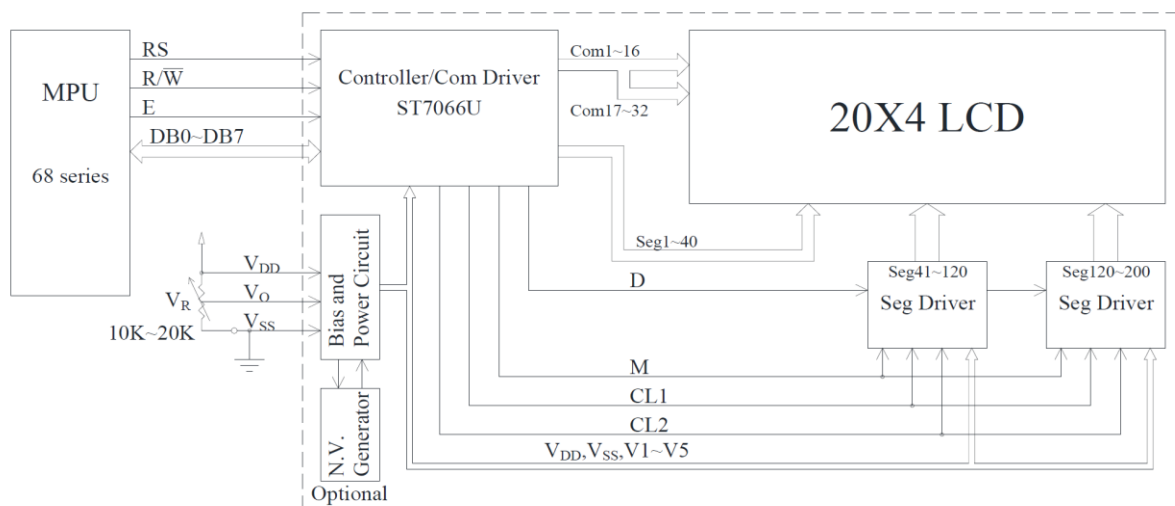 MPU
68 series
RS
R/W̅
E
DB0~DB7
Controller/Com Driver
ST7066U
Com1~16
Com17~32
20X4 LCD
Seg1~40
VDD
VR
VO
10K~20K
VSS
Bias and
Power Circuit
N.V.
Generator
Optional
D
Seg41~120
Seg Driver
Seg120~200
Seg Driver
M
CL1
CL2
VDD,VSS,V1~V5